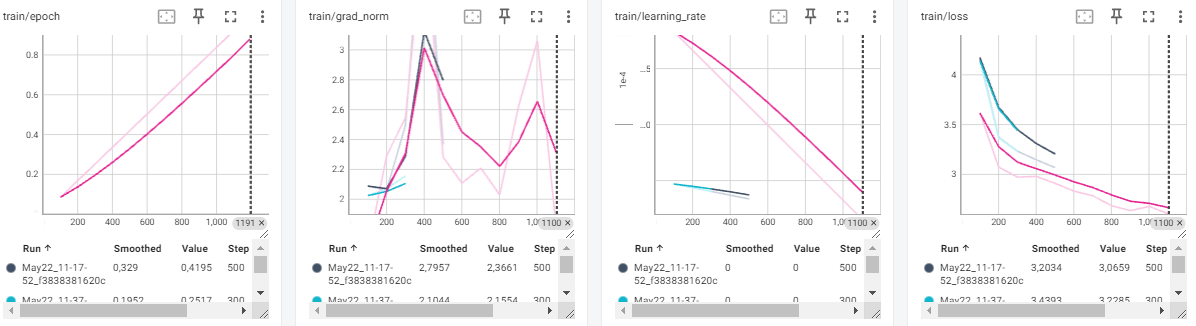 train/epoch
0.8
0.6
0.4
0.2
200 400 600 800 1,000 1191
Run ↑ Smoothed Value Step
May22_11-17-
52_f3838381620c 0,329 0,4195 500
May22_11-37- 0,1952 0,2517 300
train/grad_norm
3
2.8
2.6
2.4
2.2
2
200 400 600 800 1100
Run ↑ Smoothed Value Step
May22_11-17-
52_f3838381620c 2,7957 2,3661 500
May22_11-37- 2,1044 2,1554 300
train/learning_rate
1e-4
...5
...0
200 400 600 800 1100
Run ↑ Smoothed Value Step
May22_11-17-
52_f3838381620c 0 0 500
May22_11-37- 0 0 300
train/loss
4
3.5
3
200 400 600 800 1100
Run ↑ Smoothed Value Step
May22_11-17-
52_f3838381620c 3,2034 3,0659 500
May22_11-37- 3,4393 3,2285 300